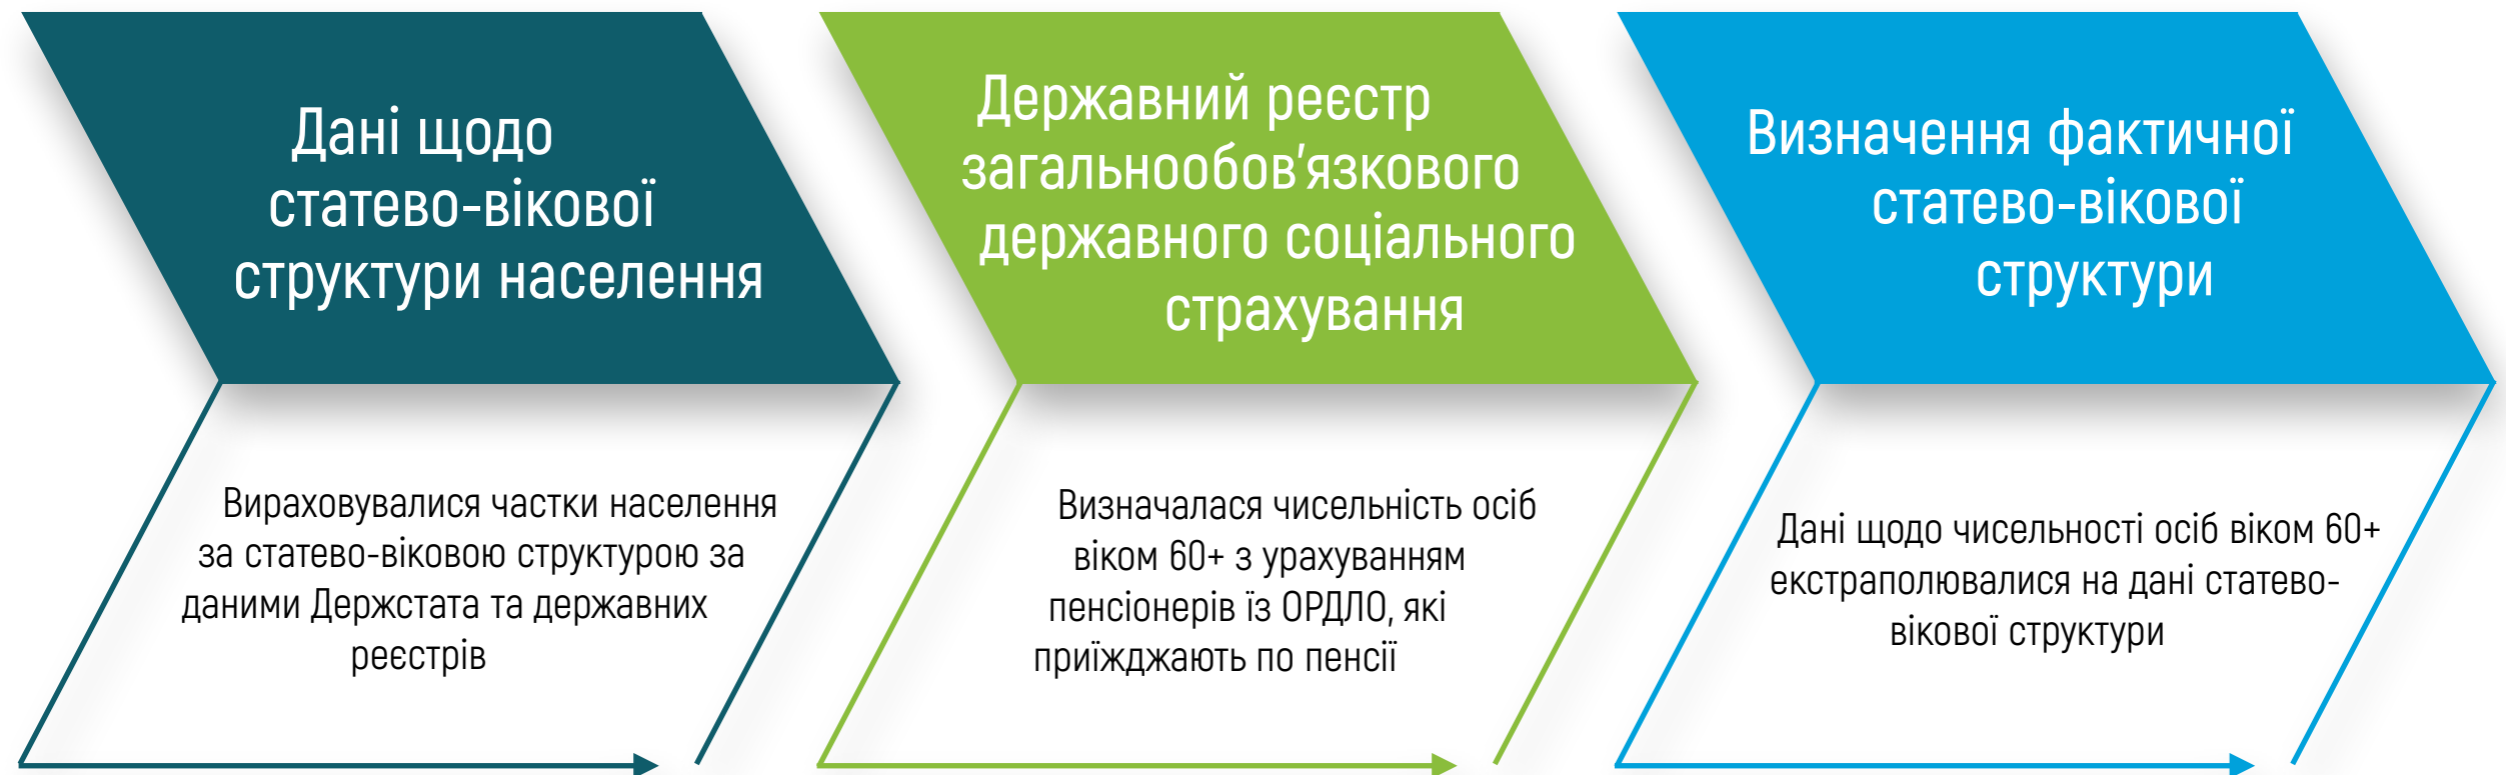 Дані щодо
статево-вікової
структури населення
Вираховувалися частки населення
за статево-віковою структурою за
даними Держстата та державних
реєстрів
Державний реєстр
загальнообов’язкового
державного соціального
страхування
Визначалася чисельність осіб
віком 60+ з урахуванням
пенсіонерів їз ОРДЛО, які
приїжджають по пенсії
Визначення фактичної
статево-вікової
структури
Дані щодо чисельності осіб віком 60+
екстраполювалися на дані статево-
вікової структури